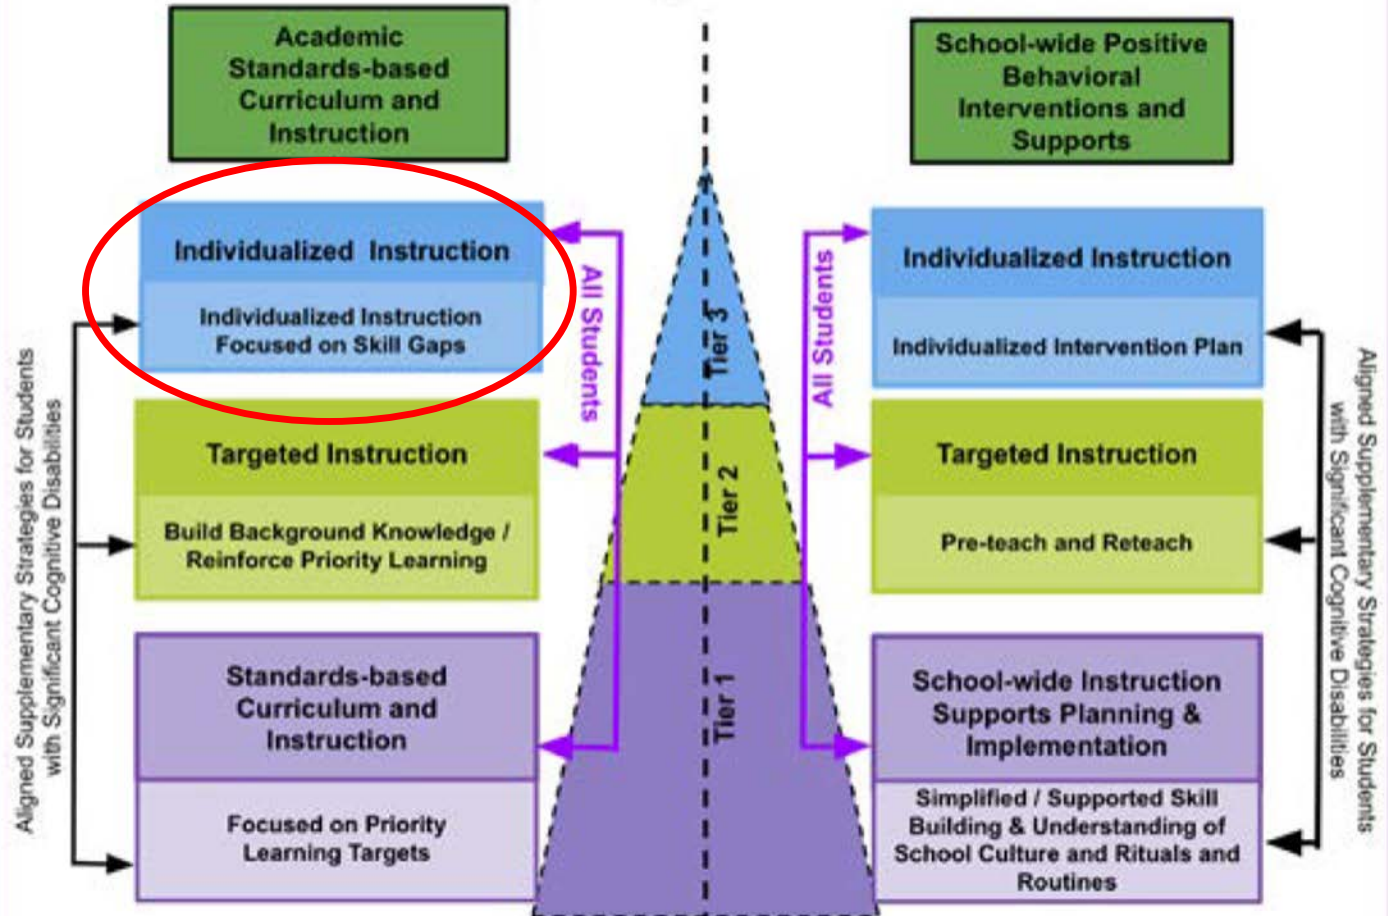 Academic
Standards-based
Curriculum and
Instruction
School-wide Positive
Behavioral
Interventions and
Supports
Individualized Instruction
Individualized Instruction
Focused on Skill Gaps
Targeted Instruction
Build Background Knowledge /
Reinforce Priority Learning
Standards-based
Curriculum and
Instruction
Focused on Priority
Learning Targets
Aligned Supplementary Strategies for Students
with Significant Cognitive Disabilities
All Students
Tier 3
Tier 2
Tier 1
All Students
Individualized Instruction
Individualized Intervention Plan
Targeted Instruction
Pre-teach and Reteach
School-wide Instruction
Supports Planning &
Implementation
Simplified / Supported Skill
Building & Understanding of
School Culture and Rituals and
Routines
Aligned Supplementary Strategies for Students
with Significant Cognitive Disabilities